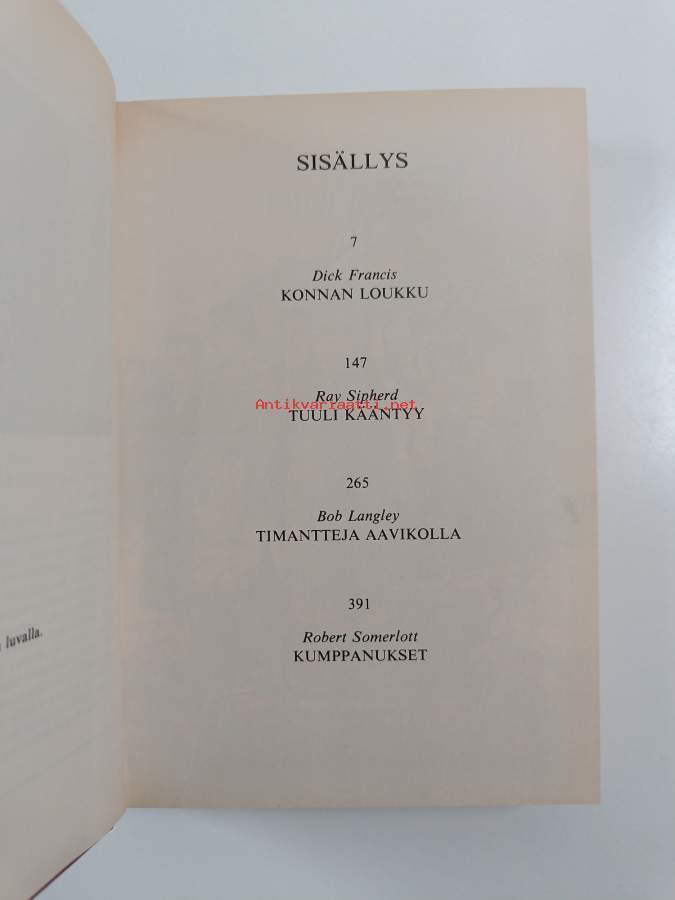 SISÄLLYS
7
Dick Francis
KONNAN LOUKKU
147
Ray Sipherd
Antikvariaatti.net
TUULI KÄÄNTYY
265
Bob Langley
TIMANTTEJA AAVIKOLLA
391
Robert Somerlott
KUMPPANUKSET
luvalla.